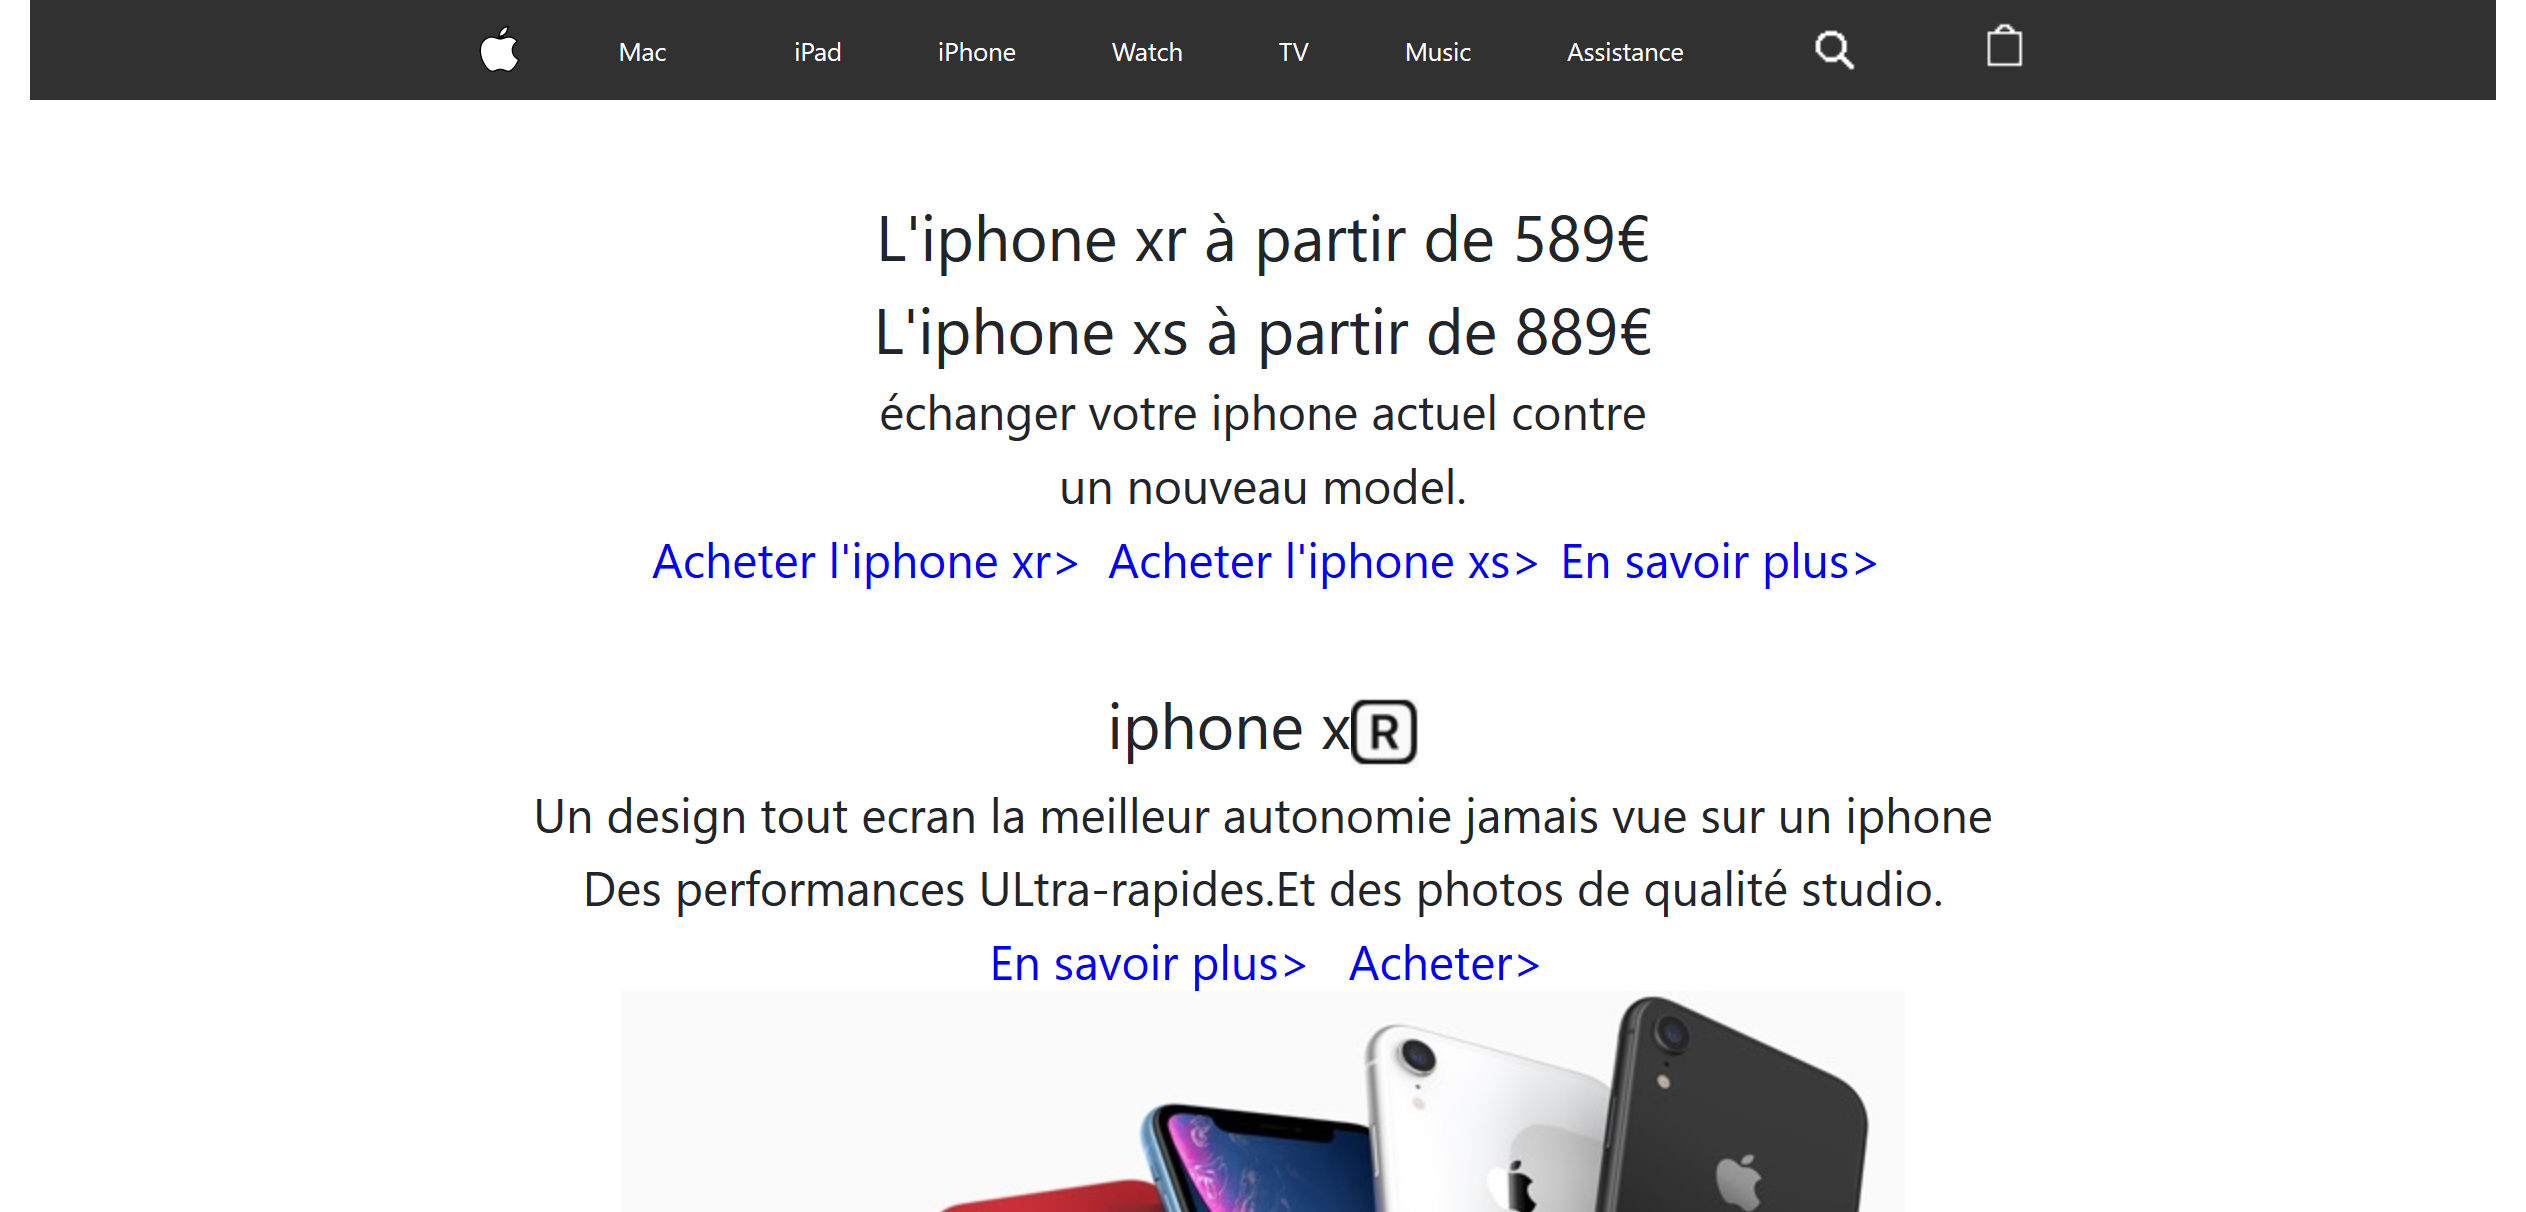 Mac iPad iPhone Watch TV Music Assistance
L'iphone xr à partir de 589€
L'iphone xs à partir de 889€
échanger votre iphone actuel contre
un nouveau model.
Acheter l'iphone xr> Acheter l'iphone xs> En savoir plus>
iphone xR
Un design tout ecran la meilleur autonomie jamais vue sur un iphone
Des performances ULtra-rapides.Et des photos de qualité studio.
En savoir plus> Acheter>